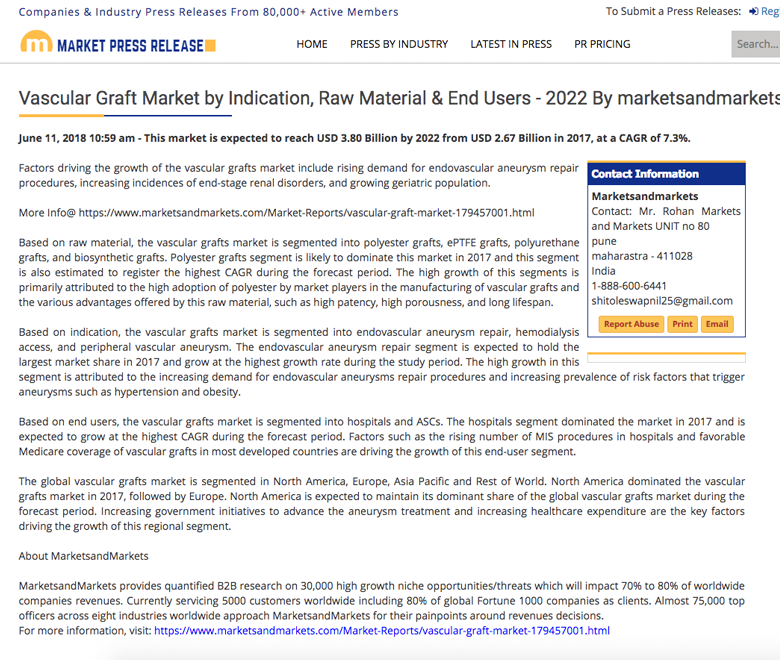 Companies & Industry Press Releases From 80,000+ Active Members
To Submit a Press Releases: Reg
MARKET PRESS RELEASE
HOME PRESS BY INDUSTRY LATEST IN PRESS PR PRICING
Search...
Vascular Graft Market by Indication, Raw Material & End Users - 2022 By marketsandmarkets
June 11, 2018 10:59 am - This market is expected to reach USD 3.80 Billion by 2022 from USD 2.67 Billion in 2017, at a CAGR of 7.3%.
Factors driving the growth of the vascular grafts market include rising demand for endovascular aneurysm repair
procedures, increasing incidences of end-stage renal disorders, and growing geriatric population.
More Info@ https://www.marketsandmarkets.com/Market-Reports/vascular-graft-market-179457001.html
Based on raw material, the vascular grafts market is segmented into polyester grafts, ePTFE grafts, polyurethane
grafts, and biosynthetic grafts. Polyester grafts segment is likely to dominate this market in 2017 and this segment
is also estimated to register the highest CAGR during the forecast period. The high growth of this segments is
primarily attributed to the high adoption of polyester by market players in the manufacturing of vascular grafts and
the various advantages offered by this raw material, such as high patency, high porousness, and long lifespan.
Contact Information
Marketsandmarkets
Contact: Mr. Rohan Markets
and Markets UNIT no 80
pune
maharastra - 411028
India
1-888-600-6441
shitoleswapnil25@gmail.com
Report Abuse Print Email
Based on indication, the vascular grafts market is segmented into endovascular aneurysm repair, hemodialysis
access, and peripheral vascular aneurysm. The endovascular aneurysm repair segment is expected to hold the
largest market share in 2017 and grow at the highest growth rate during the study period. The high growth in this
segment is attributed to the increasing demand for endovascular aneurysms repair procedures and increasing prevalence of risk factors that trigger
aneurysms such as hypertension and obesity.
Based on end users, the vascular grafts market is segmented into hospitals and ASCs. The hospitals segment dominated the market in 2017 and is
expected to grow at the highest CAGR during the forecast period. Factors such as the rising number of MIS procedures in hospitals and favorable
Medicare coverage of vascular grafts in most developed countries are driving the growth of this end-user segment.
The global vascular grafts market is segmented in North America, Europe, Asia Pacific and Rest of World. North America dominated the vascular
grafts market in 2017, followed by Europe. North America is expected to maintain its dominant share of the global vascular grafts market during the
forecast period. Increasing government initiatives to advance the aneurysm treatment and increasing healthcare expenditure are the key factors
driving the growth of this regional segment.
About MarketsandMarkets
MarketsandMarkets provides quantified B2B research on 30,000 high growth niche opportunities/threats which will impact 70% to 80% of worldwide
companies revenues. Currently servicing 5000 customers worldwide including 80% of global Fortune 1000 companies as clients. Almost 75,000 top
officers across eight industries worldwide approach MarketsandMarkets for their painpoints around revenues decisions.
For more information, visit: https://www.marketsandmarkets.com/Market-Reports/vascular-graft-market-179457001.html